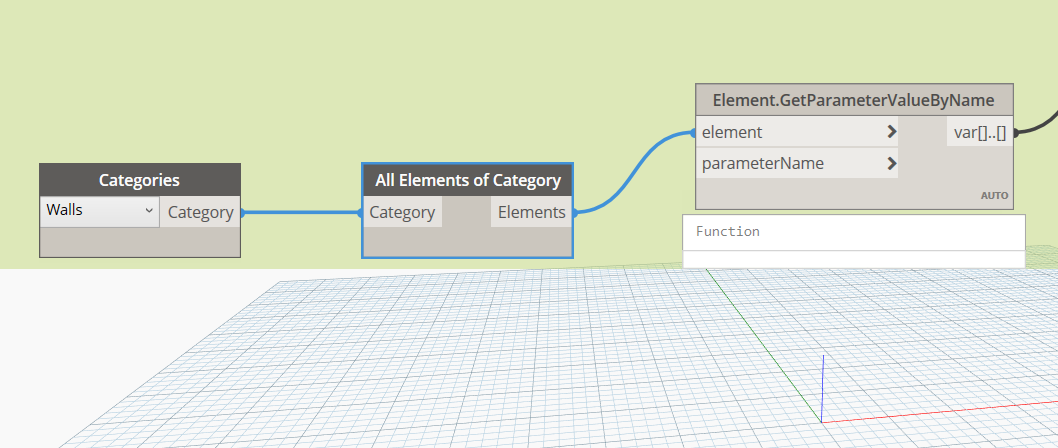 Categories
Walls
Category
All Elements of Category
Category
Elements
Element.GetParameterValueByName
element
var[]..[]
parameterName
AUTO
Function